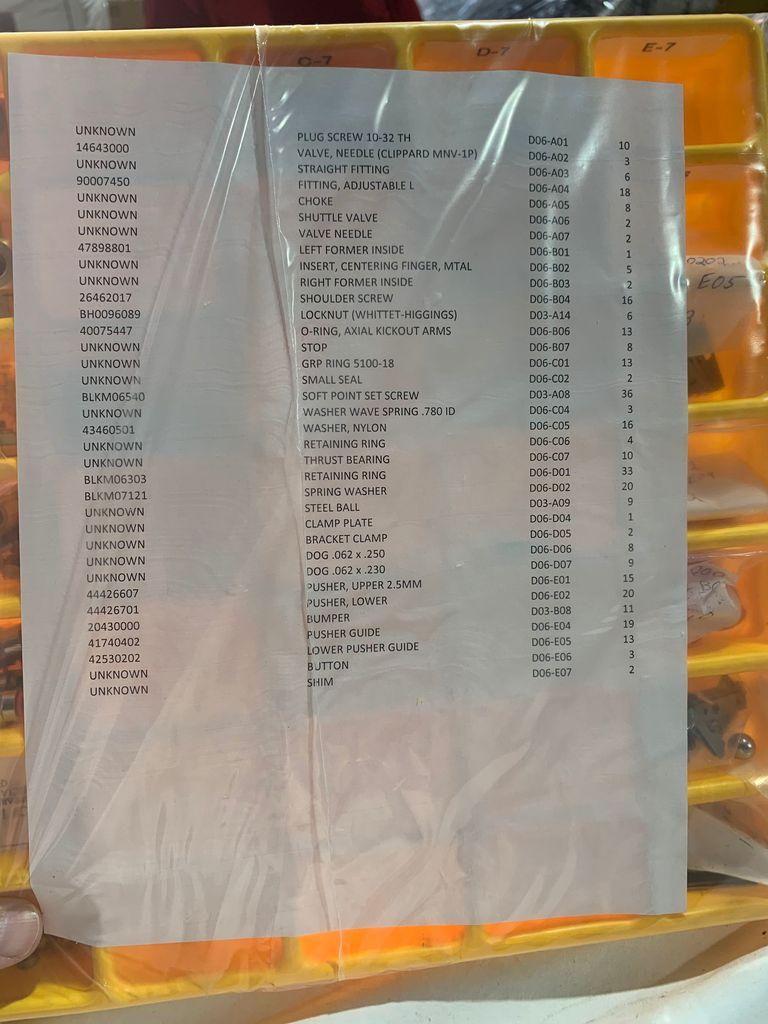 C-7 D-7 E-7
UNKNOWN PLUG SCREW 10-32 TH D06-A01 10
14643000 VALVE, NEEDLE (CLIPPARD MNV-1P) D06-A02 3
UNKNOWN STRAIGHT FITTING D06-A03 6
90007450 FITTING, ADJUSTABLE L D06-A04 18
UNKNOWN CHOKE D06-A05 8
UNKNOWN SHUTTLE VALVE D06-A06 2
UNKNOWN VALVE NEEDLE D06-A07 2
47898801 LEFT FORMER INSIDE D06-B01 1
UNKNOWN INSERT, CENTERING FINGER, MTAL D06-B02 5
UNKNOWN RIGHT FORMER INSIDE D06-B03 2
26462017 SHOULDER SCREW D06-B04 16
BH0096089 LOCKNUT (WHITTET-HIGGINGS) D03-A14 6
40075447 O-RING, AXIAL KICKOUT ARMS D06-B06 13
UNKNOWN STOP D06-B07 8
UNKNOWN GRP RING 5100-18 D06-C01 13
UNKNOWN SMALL SEAL D06-C02 2
BLKM06540 SOFT POINT SET SCREW D03-A08 36
UNKNOWN WASHER WAVE SPRING .780 ID D06-C04 3
43460501 WASHER, NYLON D06-C05 16
UNKNOWN RETAINING RING D06-C06 4
UNKNOWN THRUST BEARING D06-C07 10
BLKM06303 RETAINING RING D06-D01 33
BLKM07121 SPRING WASHER D06-D02 20
UNKNOWN STEEL BALL D03-A09 9
UNKNOWN CLAMP PLATE D06-D04 1
UNKNOWN BRACKET CLAMP D06-D05 2
UNKNOWN DOG .062 x .250 D06-D06 8
UNKNOWN DOG .062 x .230 D06-D07 9
44426607 PUSHER, UPPER 2.5MM D06-E01 15
44426701 PUSHER, LOWER D06-E02 20
20430000 BUMPER D03-B08 11
41740402 PUSHER GUIDE D06-E04 19
42530202 LOWER PUSHER GUIDE D06-E05 13
UNKNOWN BUTTON D06-E06 3
UNKNOWN SHIM D06-E07 2
E05